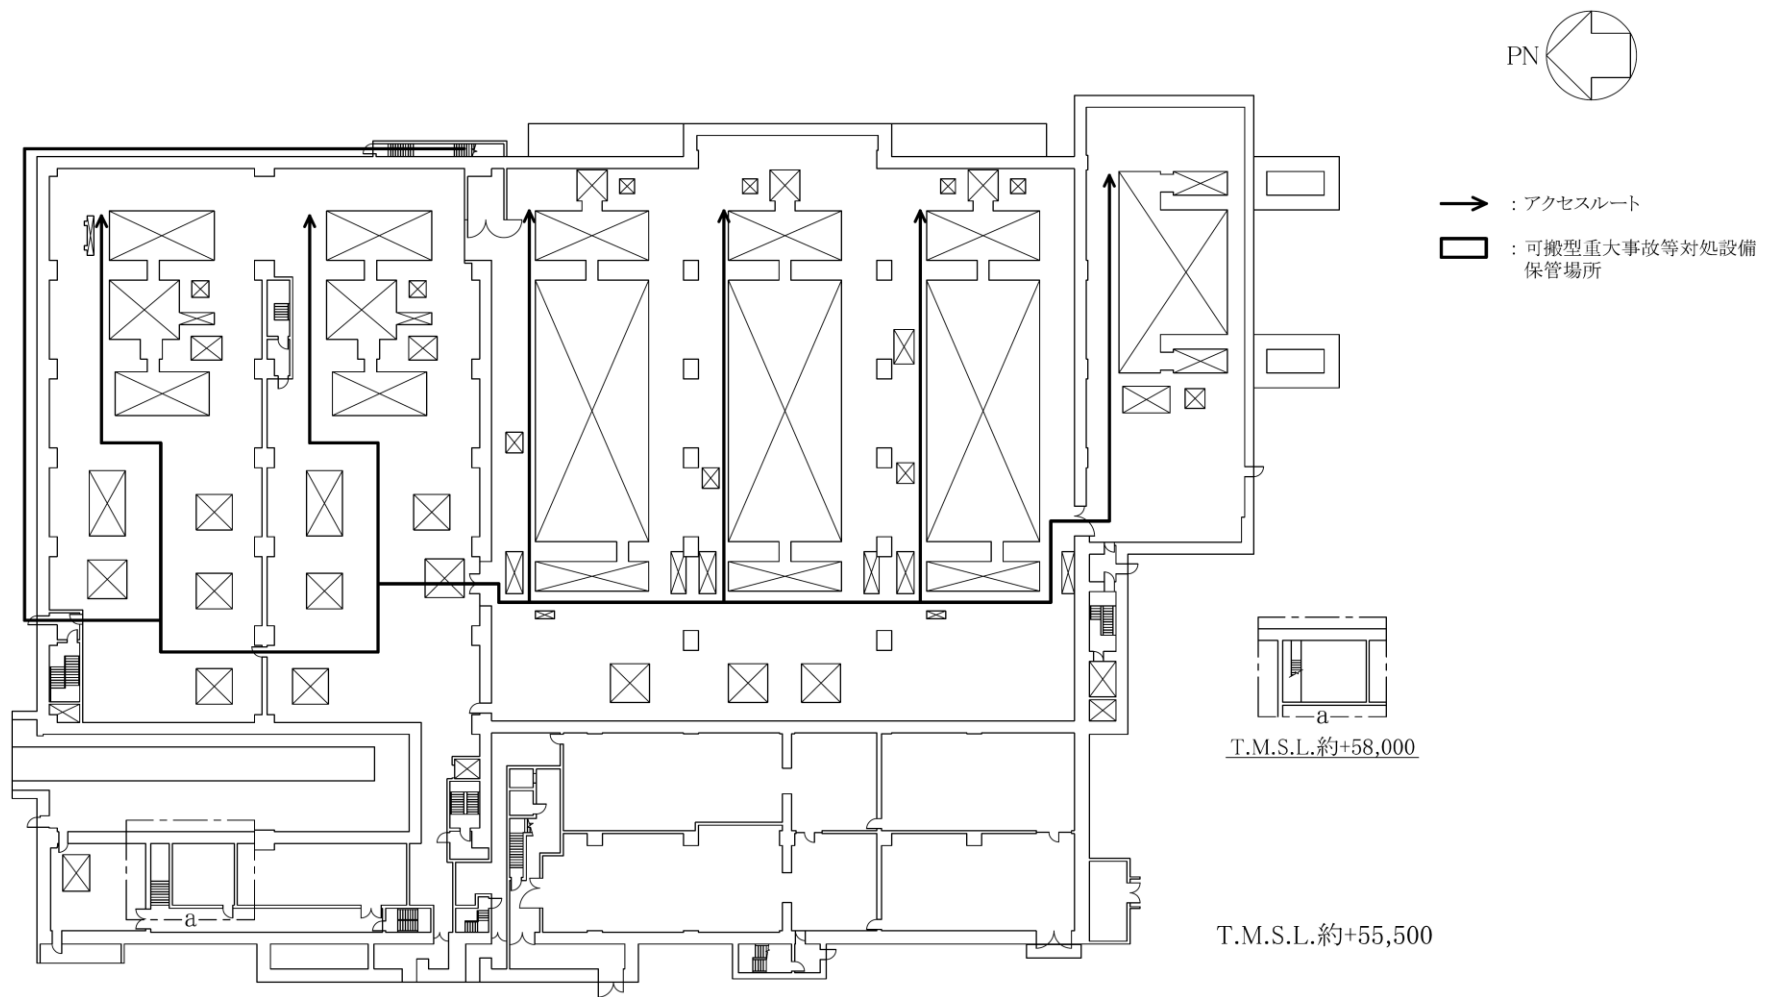 PN
：アクセスルート
：可搬型重大事故等対処設備
保管場所
a
T.M.S.L.約+58,000
a
T.M.S.L.約+55,500